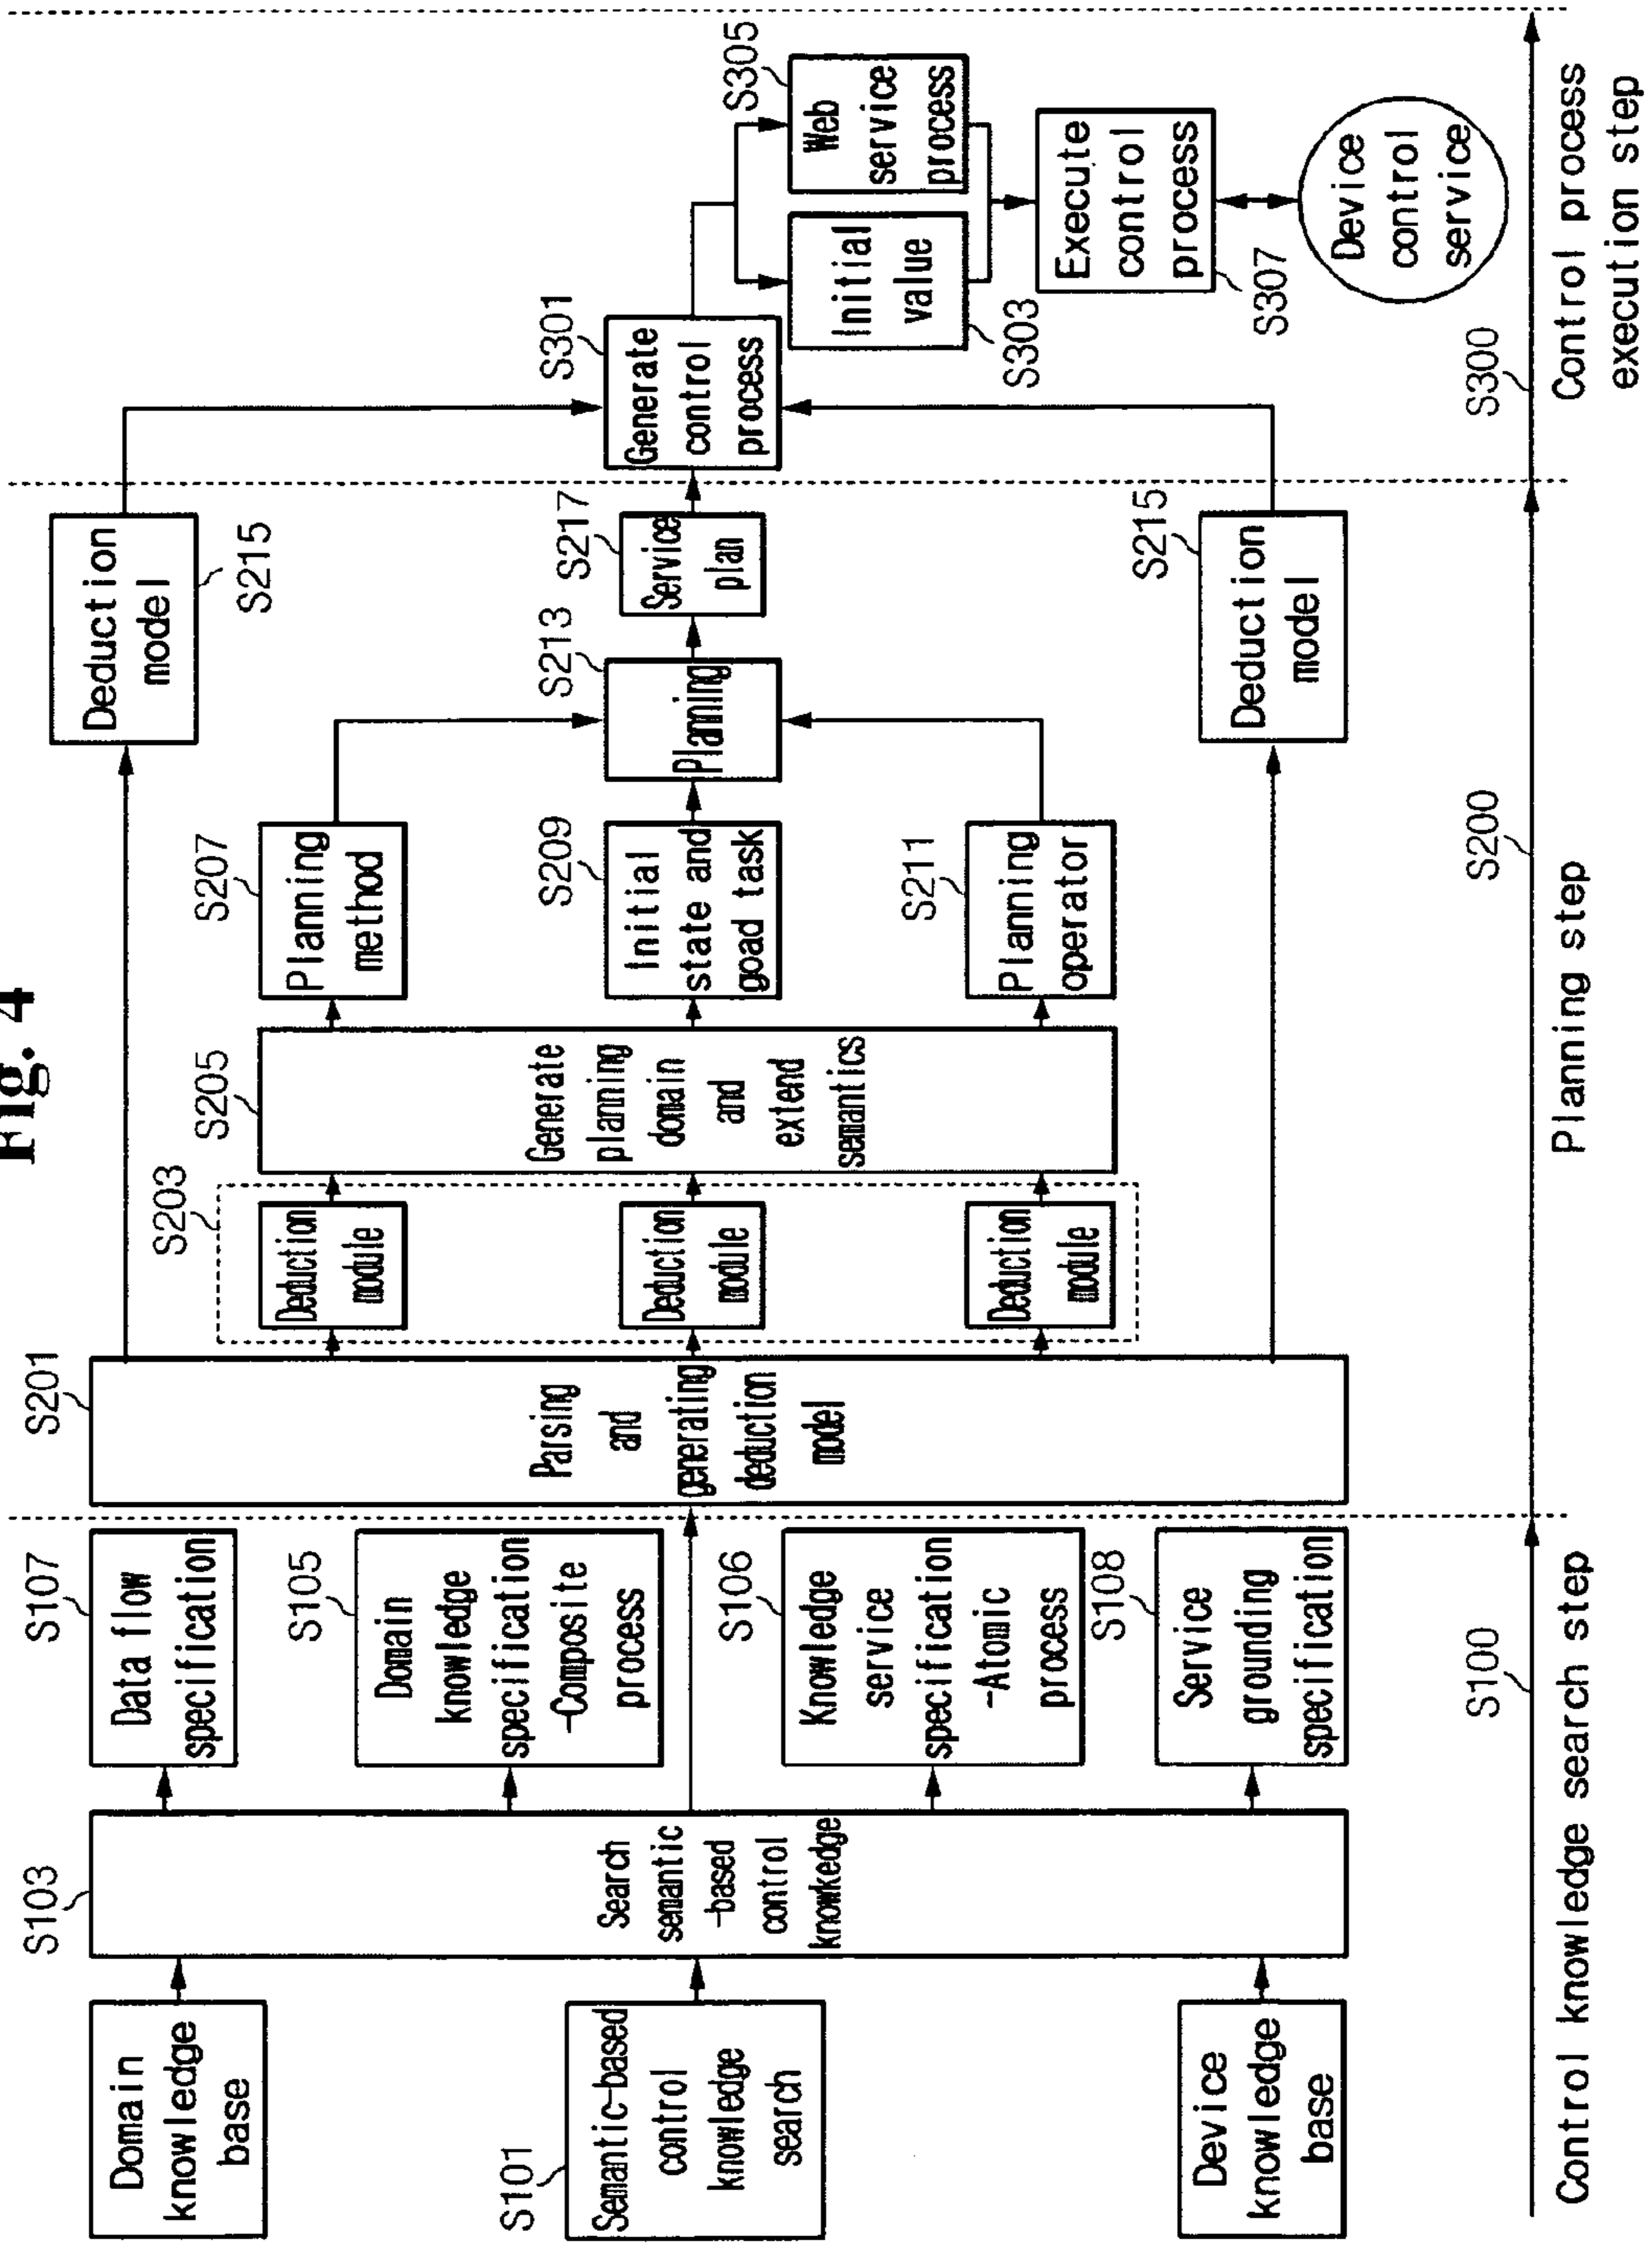 Fig. 4
S103
S107
S201
S203
S205
S207
S215
Domain
knowledge
base
Search
semantic
-based
control
knowkedge
Data flow
specification
Parsing
and
generating
deduction
model
Deduction
module
Generate
planning
domain
and
extend
semantics
Planning
method
Deduction
model
S101
Semantic-based
control
knowledge
search
S105
Domain
knowledge
specification
-Composite
process
Deduction
module
S209
Initial
state and
goad task
S213
Planning
S217
Service
plan
S301
Generate
control
process
S106
Knowledge
service
specification
-Atomic
process
Deduction
module
S211
Planning
operator
S303
Initial
value
S305
Web
service
process
Device
knowledge
base
S108
Service
grounding
specification
S215
Deduction
model
S307
Execute
control
process
Device
control
service
S100
S200
S300
Control knowledge search step
Planning step
Control process
execution step